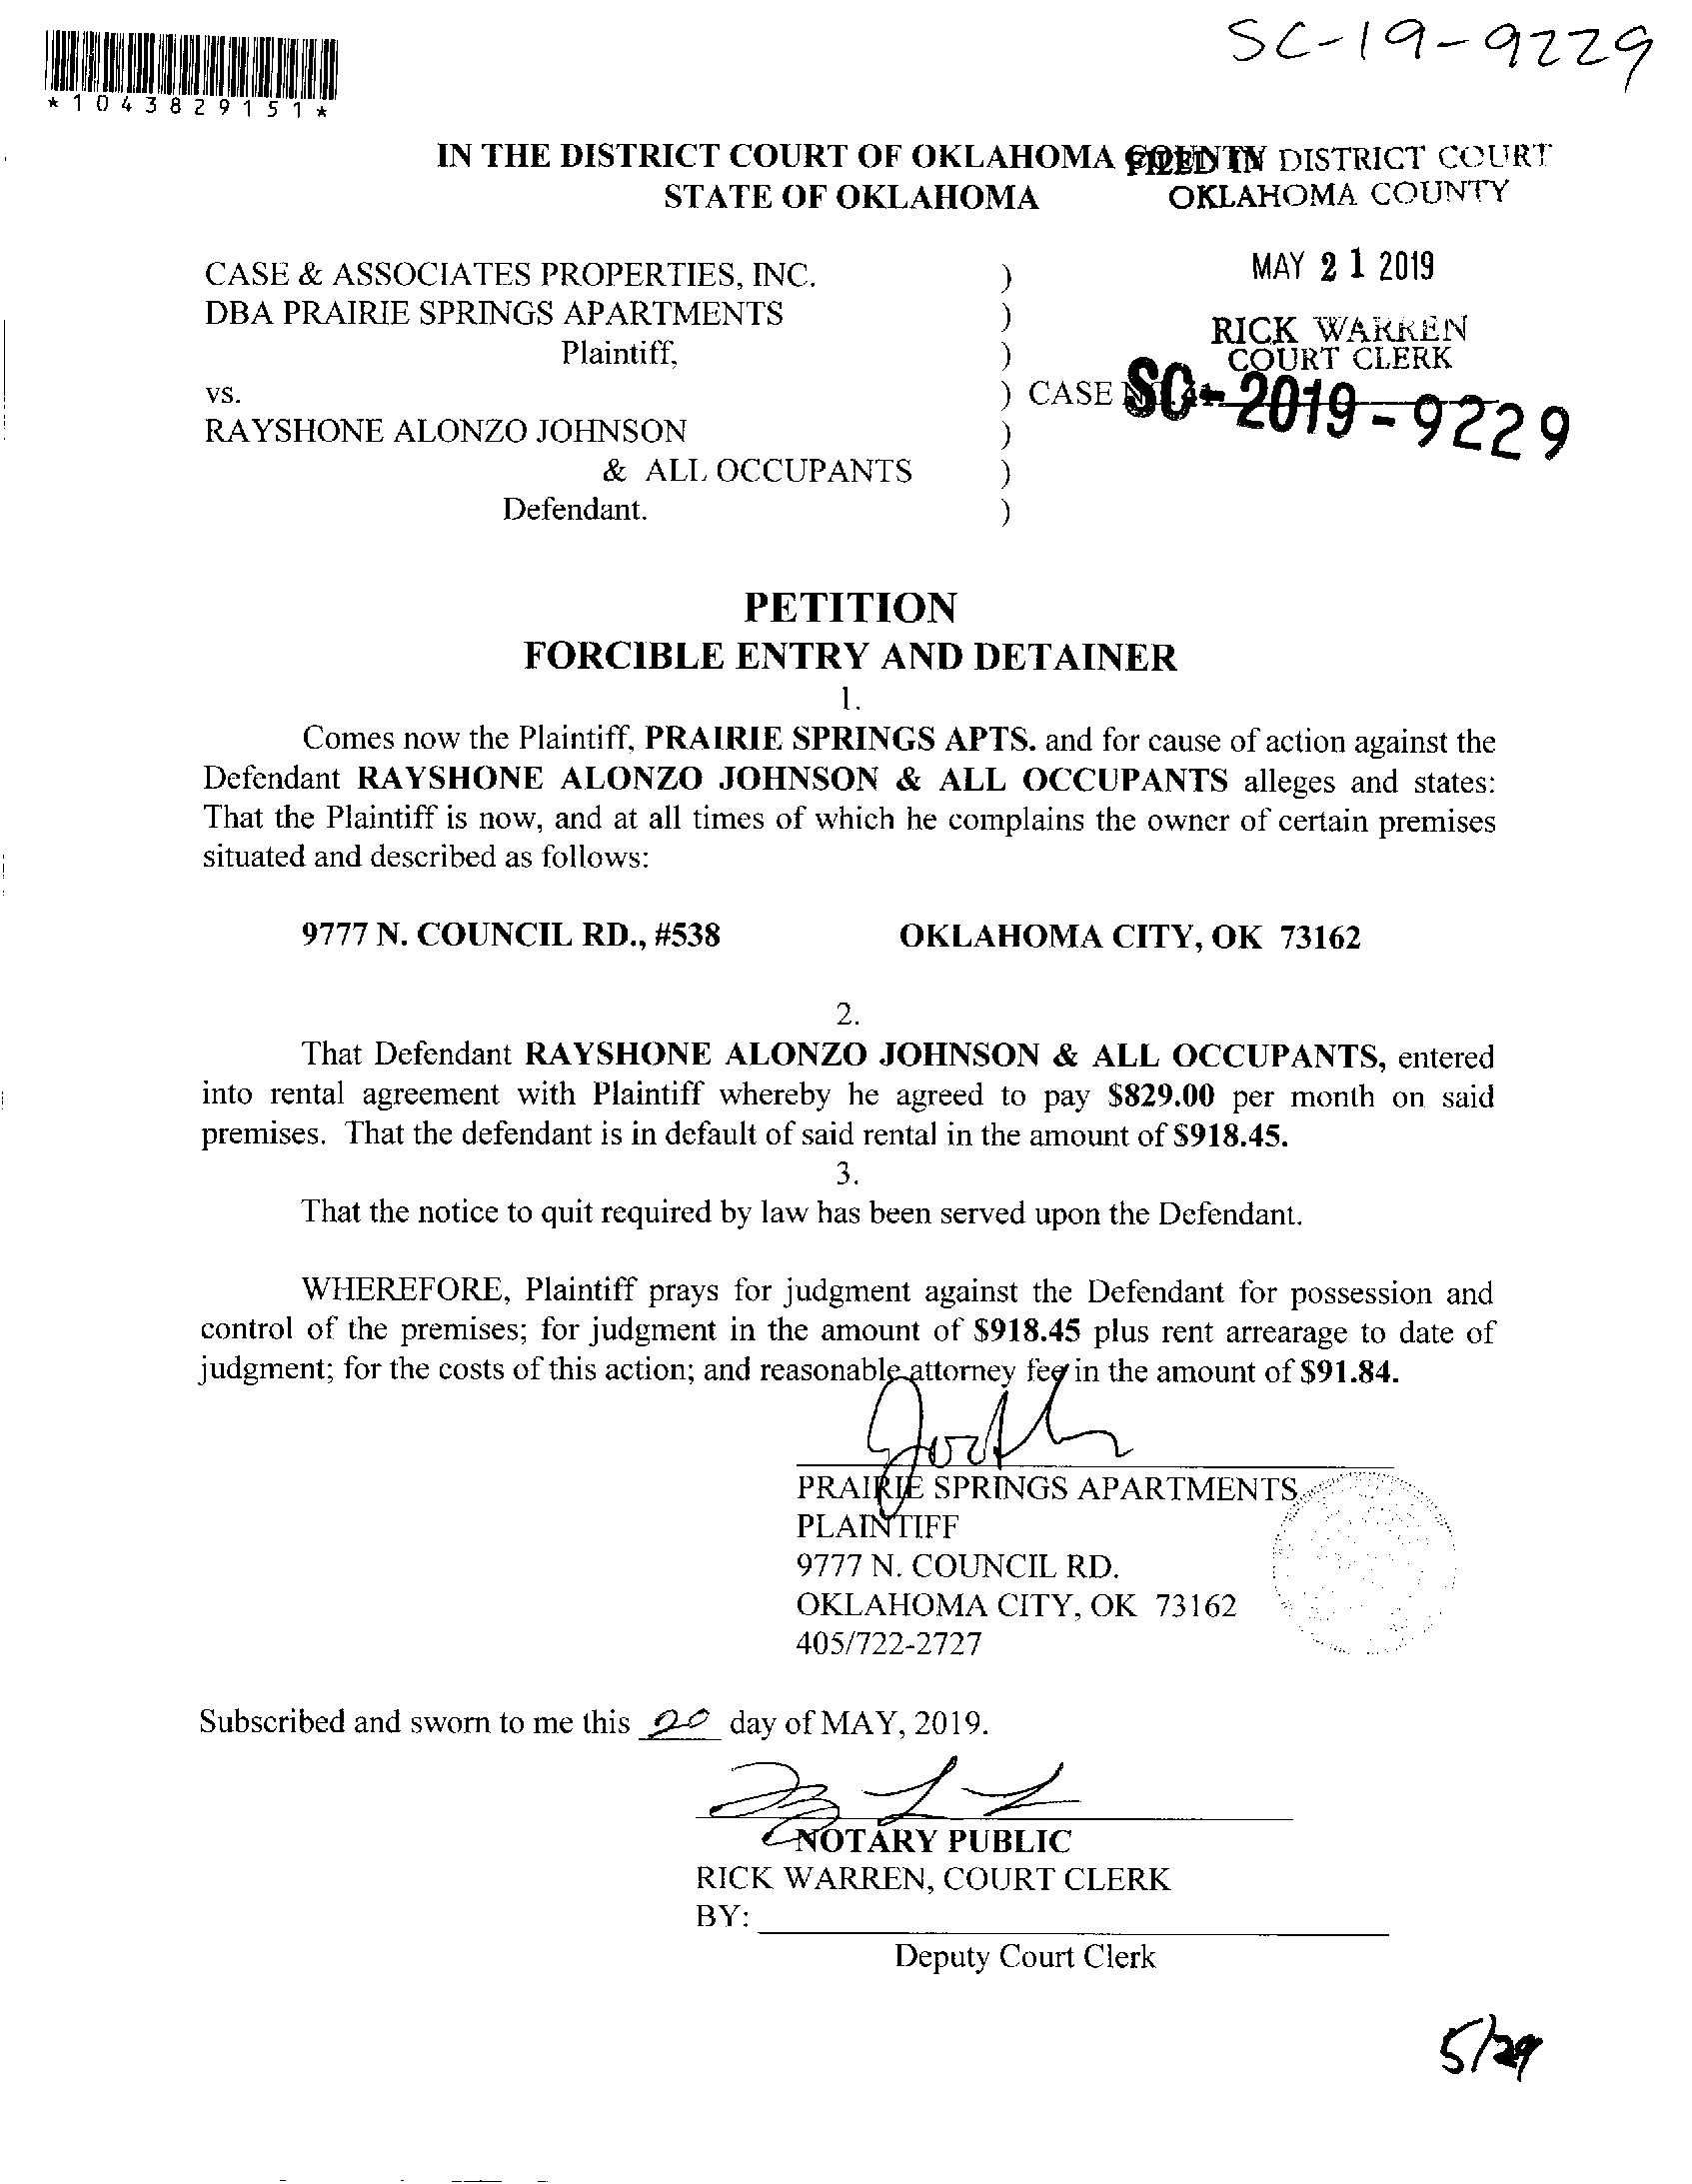 SC-19-9229
*1043829151*
IN THE DISTRICT COURT OF OKLAHOMA COUNTY
STATE OF OKLAHOMA
FILED IN DISTRICT COURT
OKLAHOMA COUNTY
MAY 21 2019
RICK WARREN
COURT CLERK
CASE & ASSOCIATES PROPERTIES, INC. )
DBA PRAIRIE SPRINGS APARTMENTS )
Plaintiff, )
vs. ) CASE SC-2019-9229
RAYSHONE ALONZO JOHNSON )
& ALL OCCUPANTS )
Defendant. )
PETITION
FORCIBLE ENTRY AND DETAINER
1.
Comes now the Plaintiff, PRAIRIE SPRINGS APTS. and for cause of action against the
Defendant RAYSHONE ALONZO JOHNSON & ALL OCCUPANTS alleges and states:
That the Plaintiff is now, and at all times of which he complains the owner of certain premises
situated and described as follows:
9777 N. COUNCIL RD., #538 OKLAHOMA CITY, OK 73162
2.
That Defendant RAYSHONE ALONZO JOHNSON & ALL OCCUPANTS, entered
into rental agreement with Plaintiff whereby he agreed to pay $829.00 per month on said
premises. That the defendant is in default of said rental in the amount of $918.45.
3.
That the notice to quit required by law has been served upon the Defendant.
WHEREFORE, Plaintiff prays for judgment against the Defendant for possession and
control of the premises; for judgment in the amount of $918.45 plus rent arrearage to date of
judgment; for the costs of this action; and reasonable attorney fee in the amount of $91.84.
PRAIRIE SPRINGS APARTMENTS
PLAINTIFF
9777 N. COUNCIL RD.
OKLAHOMA CITY, OK 73162
405/722-2727
Subscribed and sworn to me this 20 day of MAY, 2019.
NOTARY PUBLIC
RICK WARREN, COURT CLERK
BY:
Deputy Court Clerk
5/29